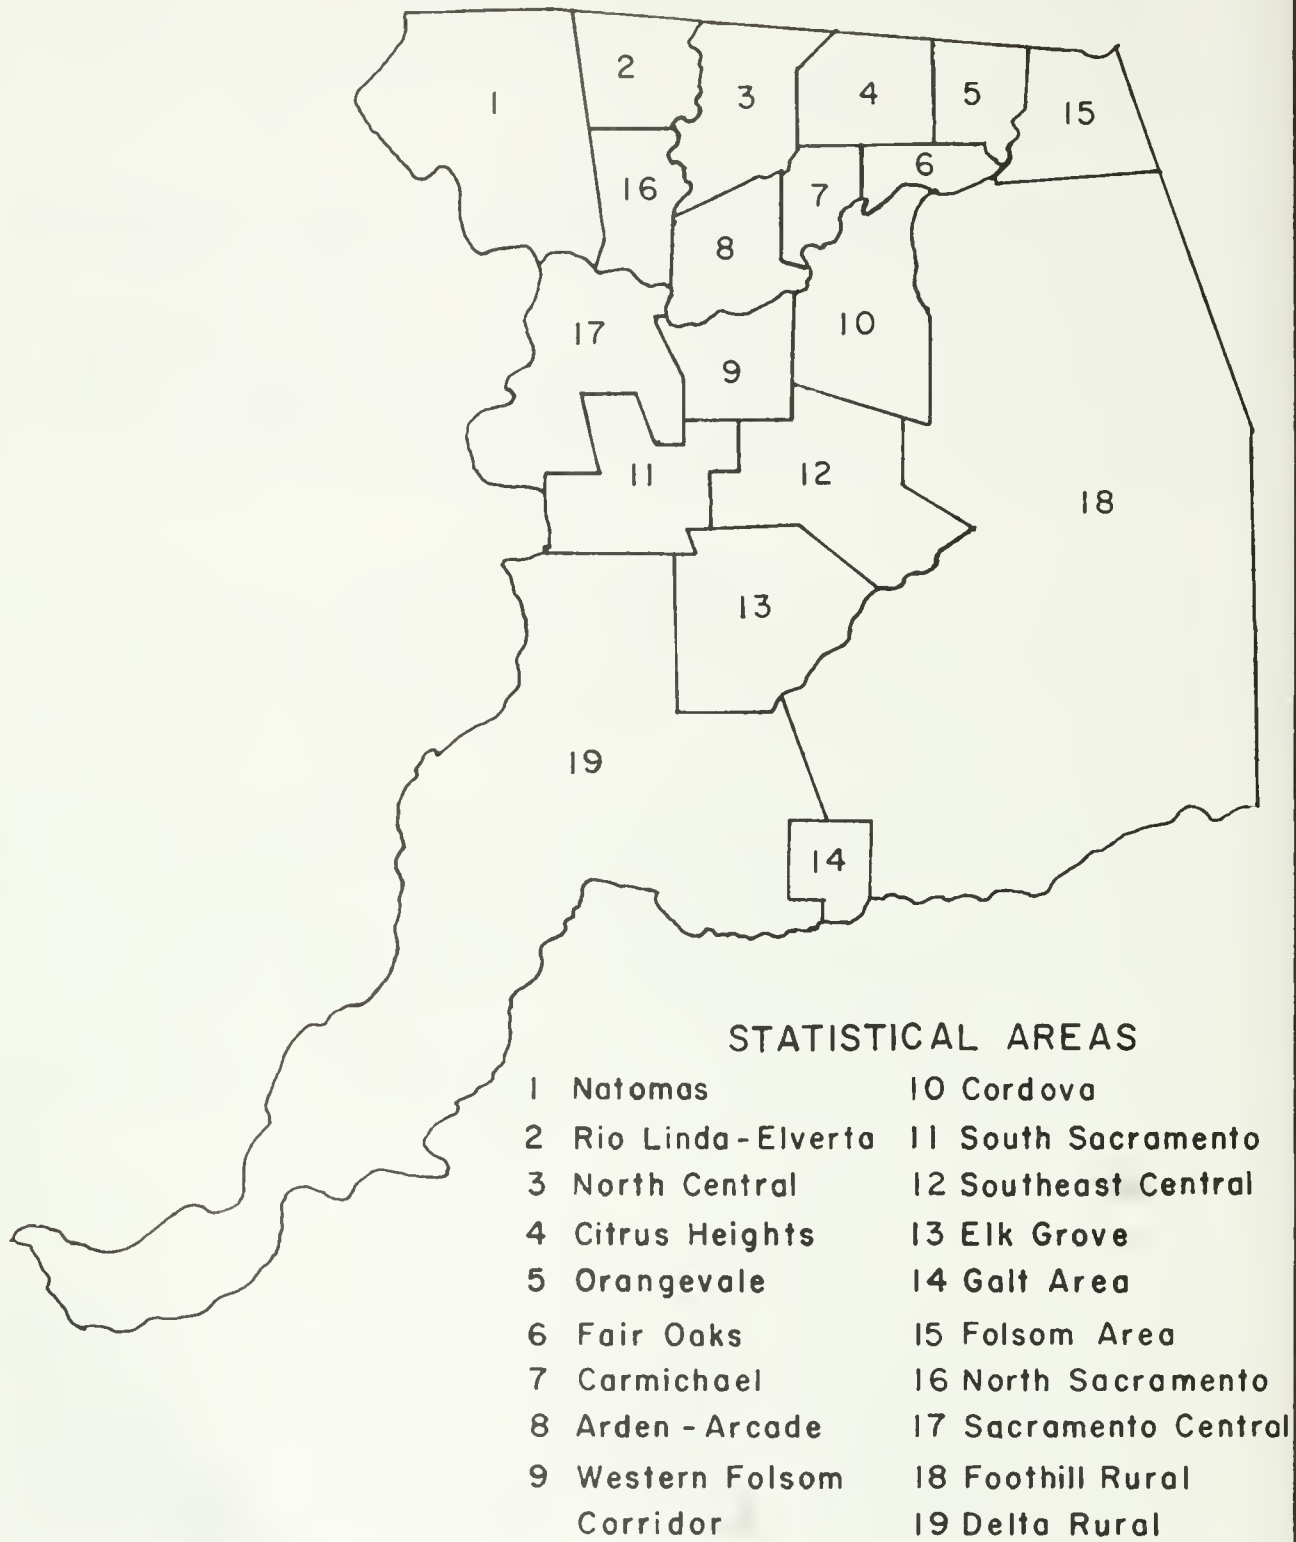 1
2
3
4
5
15
16
7
6
8
17
10
9
11
12
18
13
19
14
STATISTICAL AREAS
1 Natomas
2 Rio Linda-Elverta
3 North Central
4 Citrus Heights
5 Orangevale
6 Fair Oaks
7 Carmichael
8 Arden-Arcade
9 Western Folsom
Corridor
10 Cordova
11 South Sacramento
12 Southeast Central
13 Elk Grove
14 Galt Area
15 Folsom Area
16 North Sacramento
17 Sacramento Central
18 Foothill Rural
19 Delta Rural